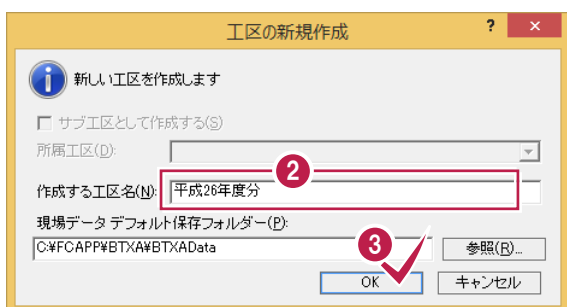 工区の新規作成
? ×
新しい工区を作成します
サブ工区として作成する(S)
所属工区(D):
2
作成する工区名(N): 平成26年度分
現場データ デフォルト保存フォルダー(P):
3
C:¥FCAPP¥BTXA¥BTXAData 参照(R)...
OK キャンセル